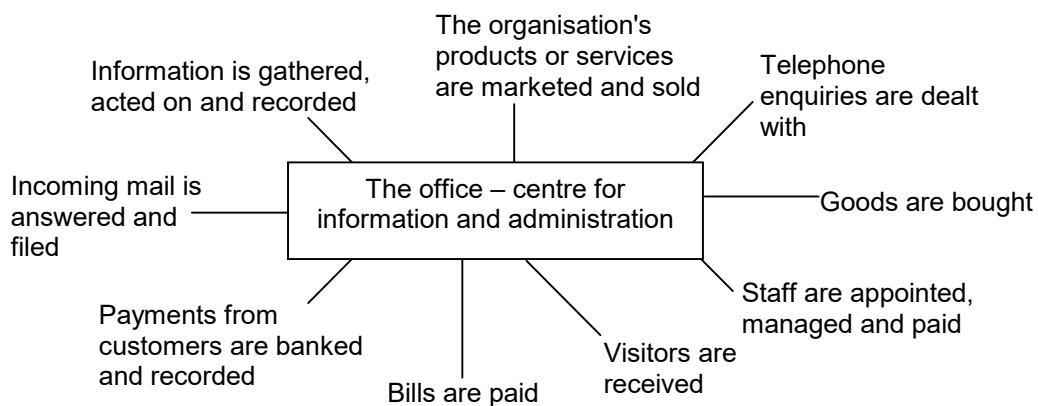 The organisation's
products or services
are marketed and sold
Information is gathered,
acted on and recorded
Telephone
enquiries are dealt
with
Incoming mail is
answered and
filed
The office – centre for
information and administration
Goods are bought
Payments from
customers are banked
and recorded
Bills are paid
Visitors are
received
Staff are appointed,
managed and paid